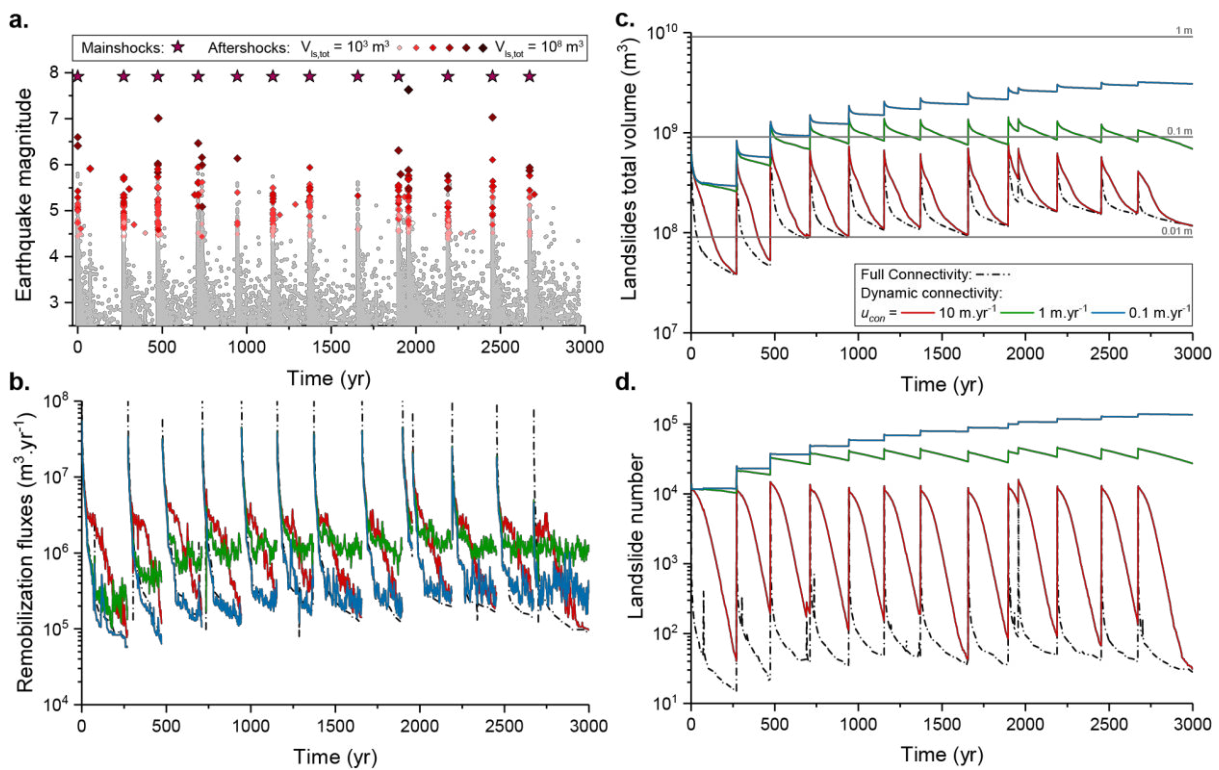 a.
Mainshocks: ★ Aftershocks: Vls,tot = 10³ m³ Vls,tot = 10⁸ m³
8
7
6
5
4
3
Earthquake magnitude
0 500 1000 1500 2000 2500 3000
Time (yr)
b.
10⁸
10⁷
10⁶
10⁵
10⁴
Remobilization fluxes (m³.yr⁻¹)
0 500 1000 1500 2000 2500 3000
Time (yr)
c.
10¹⁰
10⁹
10⁸
10⁷
Landslides total volume (m³)
1 m
0.1 m
0.01 m
Full Connectivity:
Dynamic connectivity:
ucon = 10 m.yr⁻¹ 1 m.yr⁻¹ 0.1 m.yr⁻¹
0 500 1000 1500 2000 2500 3000
Time (yr)
d.
10⁵
10⁴
10³
10²
10¹
Landslide number
0 500 1000 1500 2000 2500 3000
Time (yr)